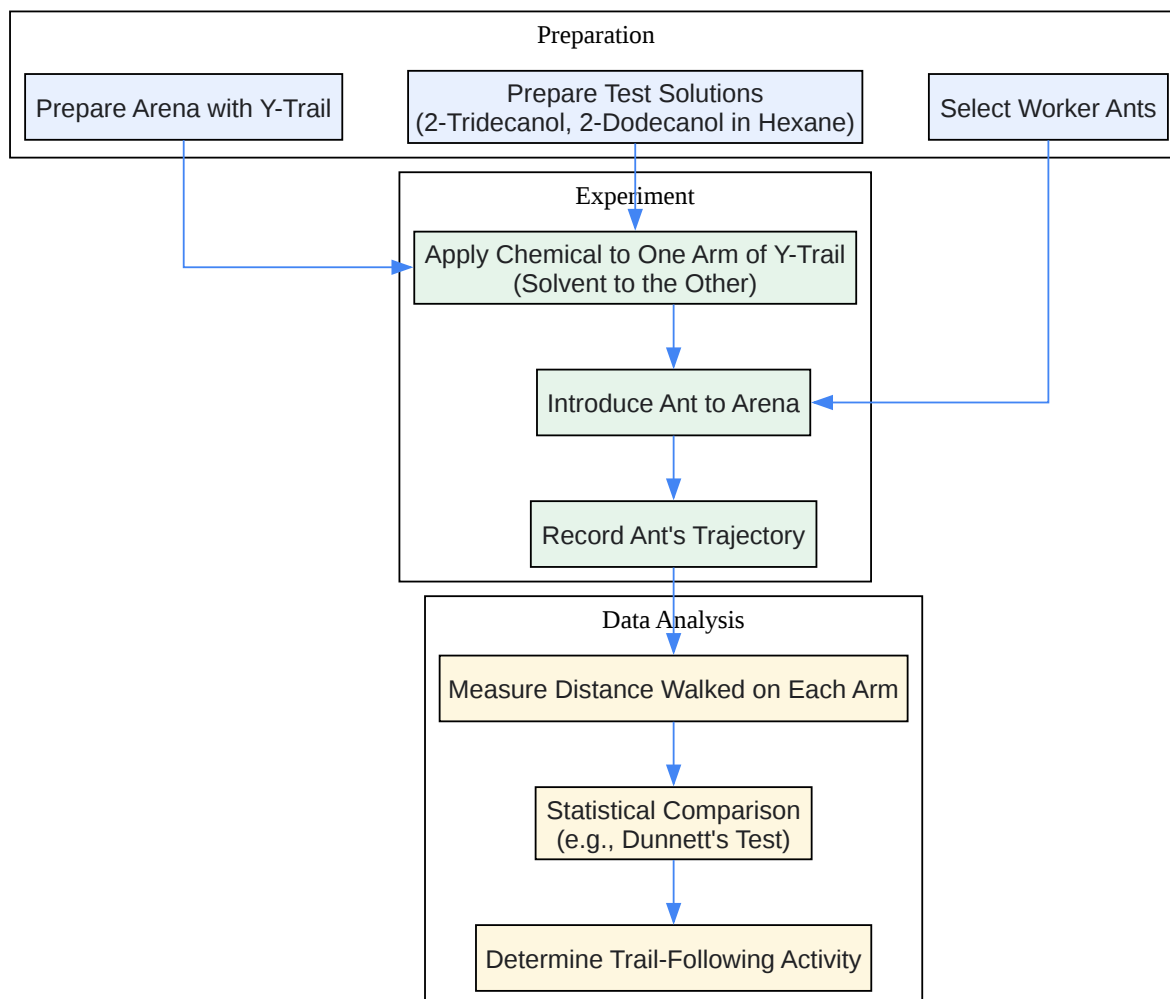 Preparation
Prepare Arena with Y-Trail
Prepare Test Solutions
(2-Tridecanol, 2-Dodecanol in Hexane)
Select Worker Ants
Experiment
Apply Chemical to One Arm of Y-Trail
(Solvent to the Other)
Introduce Ant to Arena
Record Ant's Trajectory
Data Analysis
Measure Distance Walked on Each Arm
Statistical Comparison
(e.g., Dunnett's Test)
Determine Trail-Following Activity